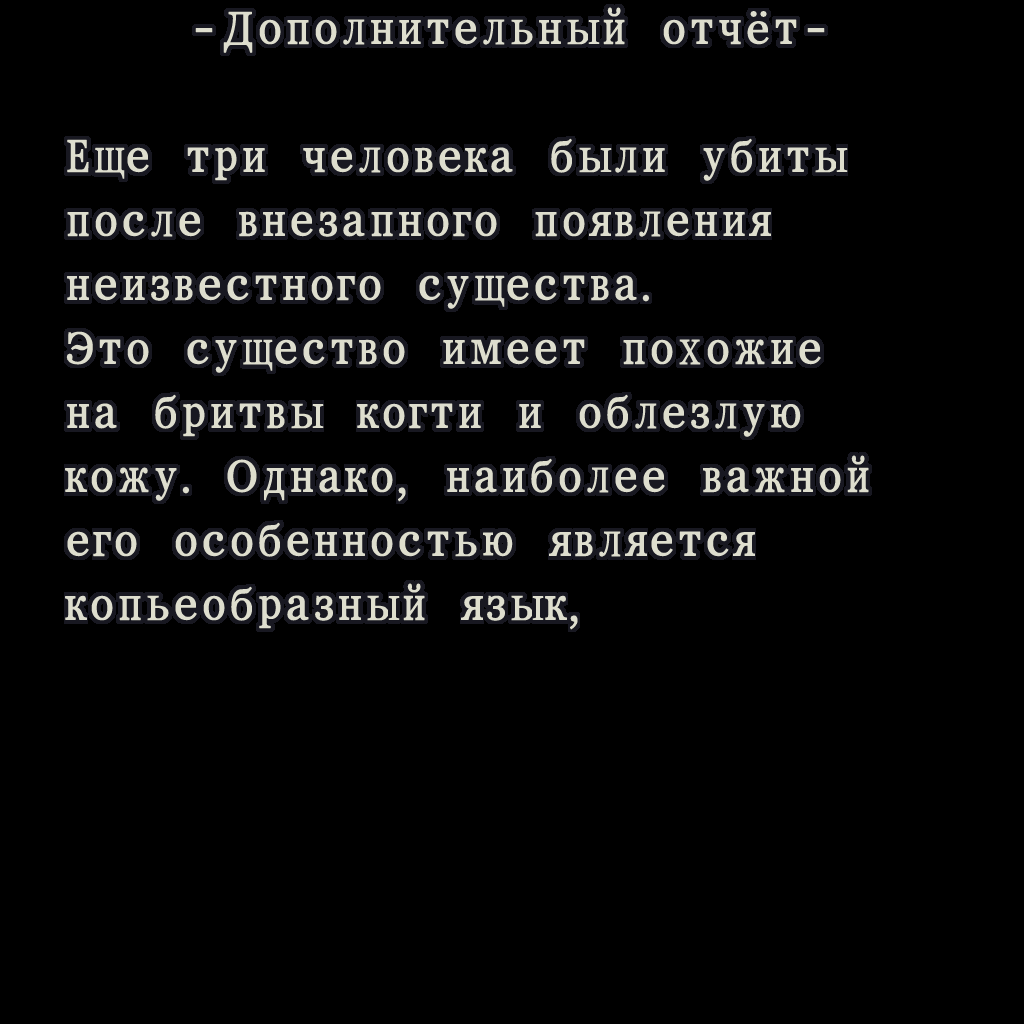 -Дополнительный отчёт-
Еще три человека были убиты
после внезапного появления
неизвестного существа.
Это существо имеет похожие
на бритвы когти и облезлую
кожу. Однако, наиболее важной
его особенностью является
копьеобразный язык,